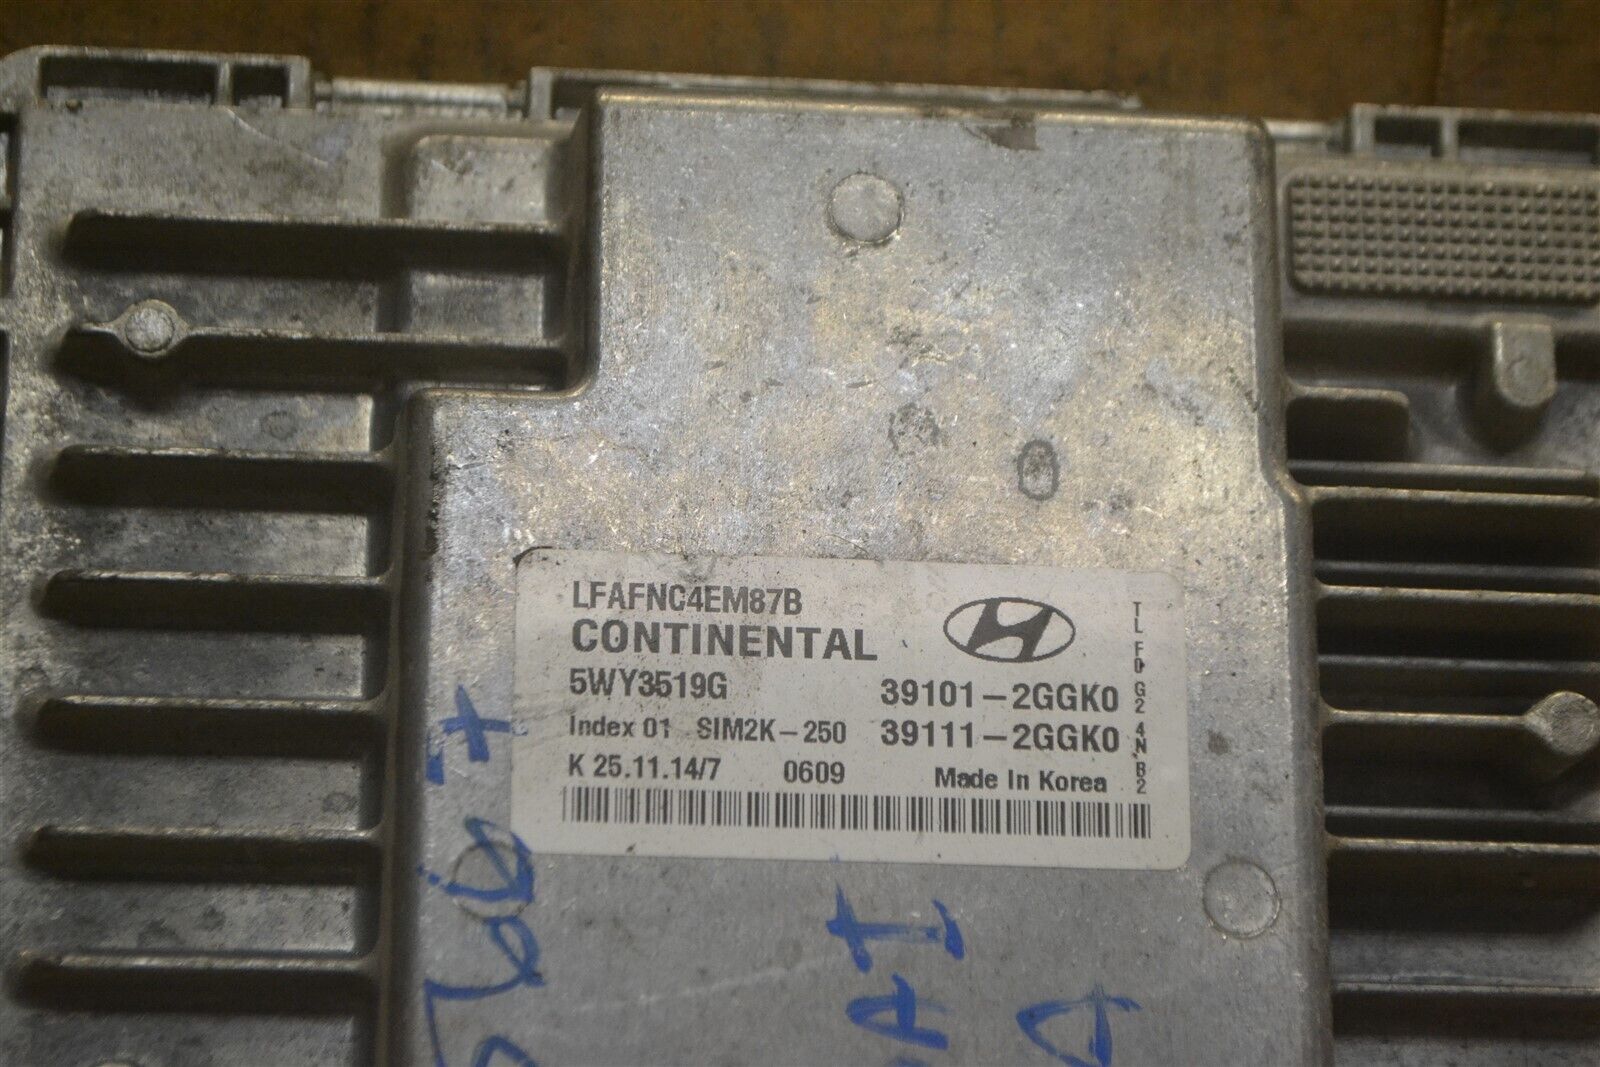 LFAFNC4EM87B
CONTINENTAL
5WY3519G
39101-2GGK0
Index 01 SIM2K-250
39111-2GGK0
K 25.11.14/7 0609 Made In Korea
TLF0G24NB2